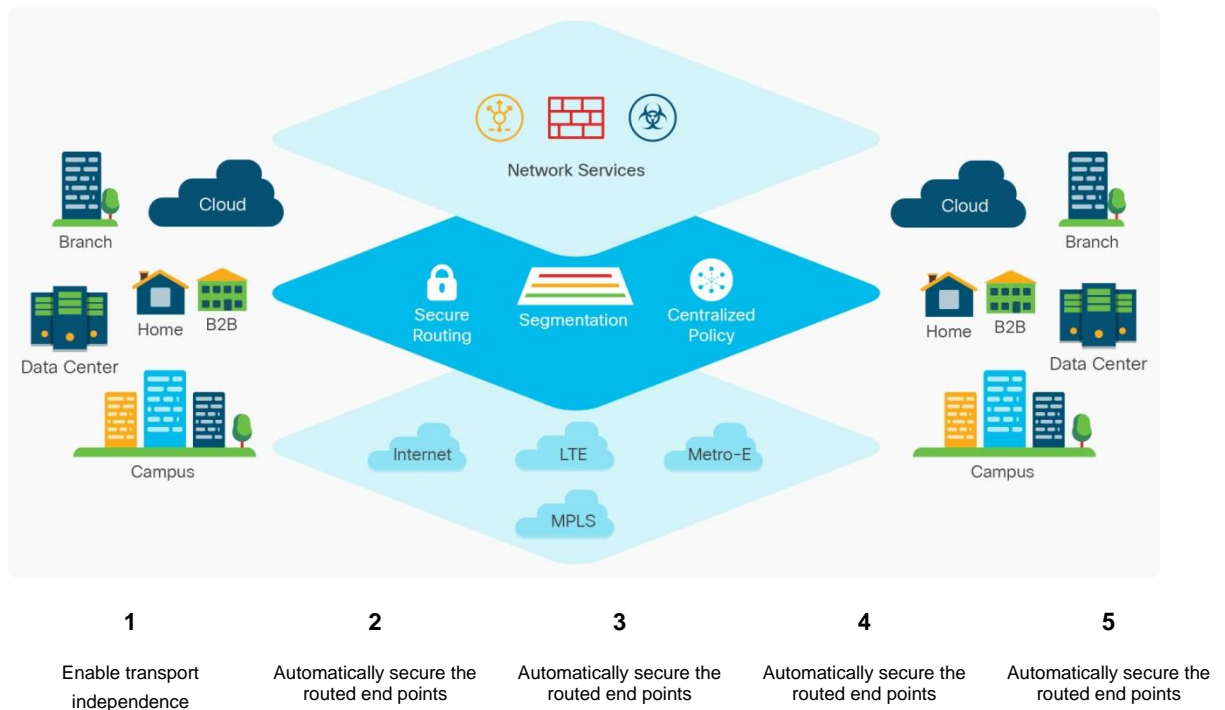 Network Services
Cloud
Branch
Home
B2B
Data Center
Campus
Secure
Routing
Segmentation
Centralized
Policy
Internet
LTE
Metro-E
MPLS
Cloud
Branch
Home
B2B
Data Center
Campus
1
2
3
4
5
Enable transport
independence
Automatically secure the
routed end points
Automatically secure the
routed end points
Automatically secure the
routed end points
Automatically secure the
routed end points